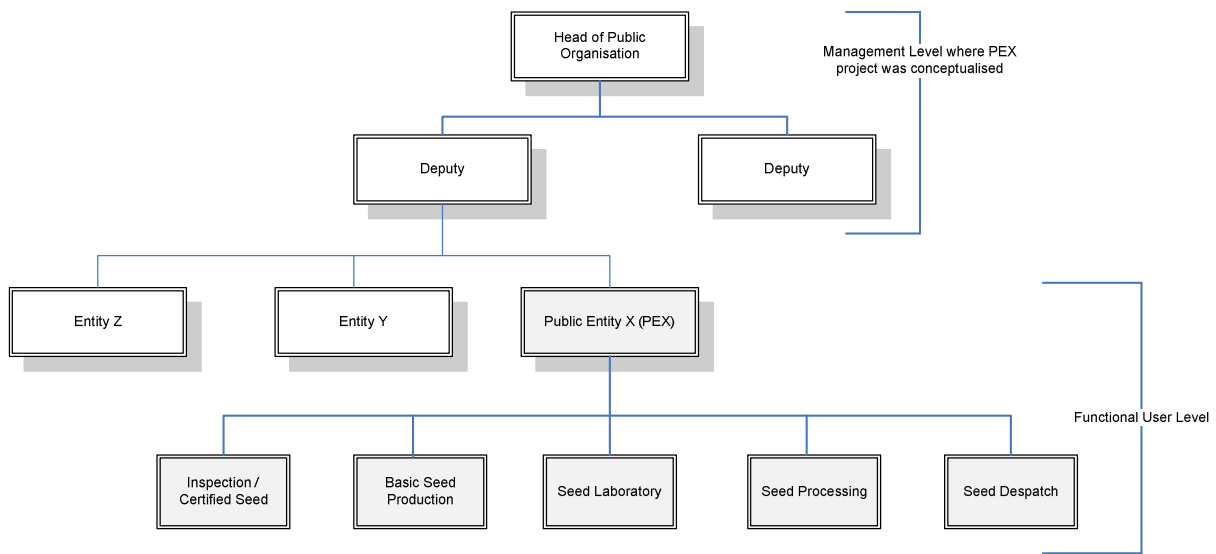 Head of Public
Organisation
Management Level where PEX
project was conceptualised
Deputy
Deputy
Entity Z
Entity Y
Public Entity X (PEX)
Functional User Level
Inspection /
Certified Seed
Basic Seed
Production
Seed Laboratory
Seed Processing
Seed Despatch